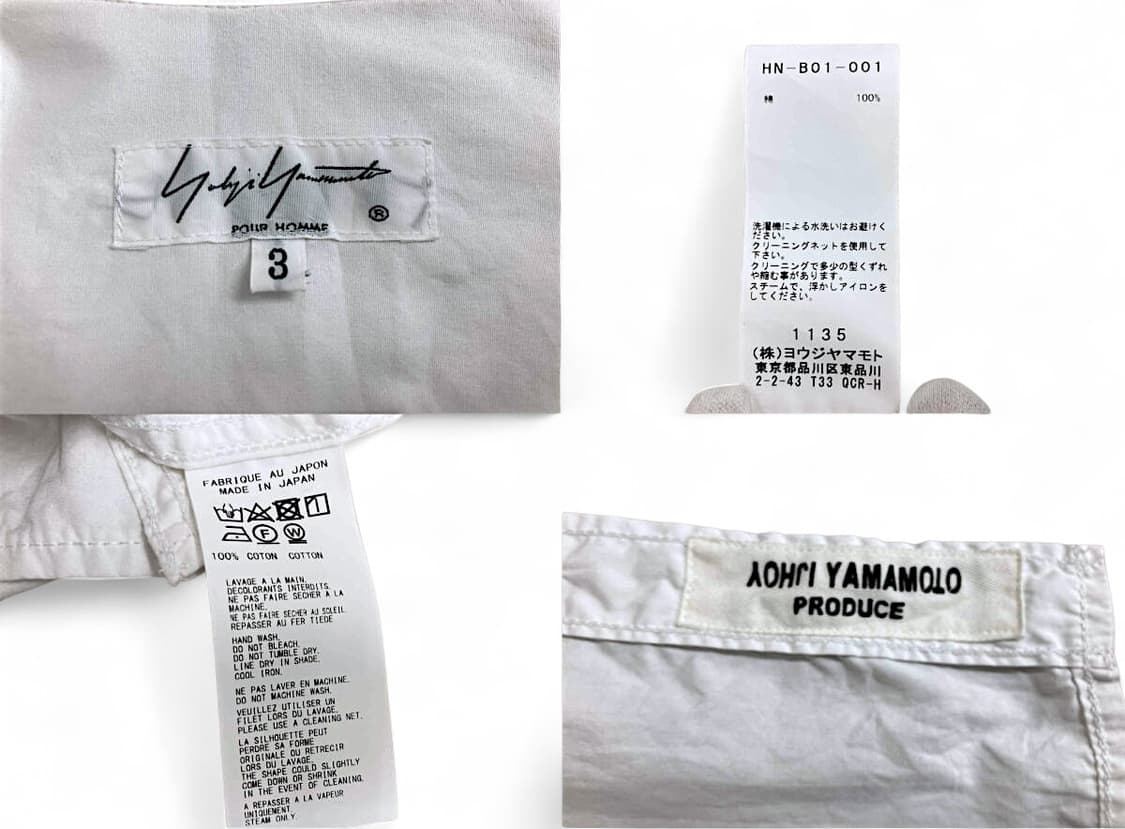 Yohji Yamamoto
®
POUR HOMME
3
HN-B01-001
綿 100%
洗濯機による水洗いはお避けく
ださい。
クリーニングネットを使用して
下さい。
クリーニングで多少の型くずれ
や縮む事があります。
スチームで、浮かしアイロンを
してください。
1135
(株)ヨウジヤマモト
東京都品川区東品川
2-2-43 T33 QCR-H
FABRIQUE AU JAPON
MADE IN JAPAN
1
F W
100% COTON COTTON
LAVAGE A LA MAIN.
DECOLORANTS INTERDITS.
NE PAS FAIRE SECHER A LA
MACHINE.
NE PAS FAIRE SECHER AU SOLEIL.
REPASSER AU FER TIEDE
HAND WASH.
DO NOT BLEACH.
DO NOT TUMBLE DRY.
LINE DRY IN SHADE.
COOL IRON.
NE PAS LAVER EN MACHINE.
DO NOT MACHINE WASH.
VEUILLEZ UTILISER UN
FILET LORS DU LAVAGE.
PLEASE USE A CLEANING NET.
LA SILHOUETTE PEUT
PERDRE SA FORME
ORIGINALE OU RETRECIR
LORS DU LAVAGE.
THE SHAPE COULD SLIGHTLY
COME DOWN OR SHRINK
IN THE EVENT OF CLEANING.
A REPASSER A LA VAPEUR
UNIQUEMENT.
STEAM ONLY.
YOHJI YAMAMOTO
PRODUCE